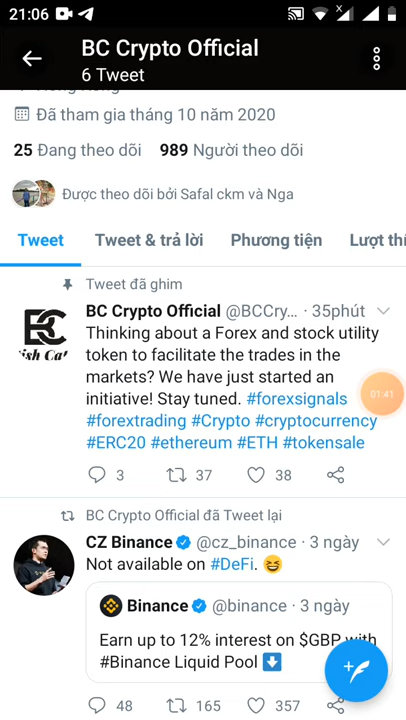 21:06
BC Crypto Official
6 Tweet
Đã tham gia tháng 10 năm 2020
25 Đang theo dõi 989 Người theo dõi
Được theo dõi bởi Safal ckm và Nga
Tweet Tweet & trả lời Phương tiện Lượt thí
Tweet đã ghim
BC Crypto Official @BCCry... · 35phút
Thinking about a Forex and stock utility
token to facilitate the trades in the
markets? We have just started an
initiative! Stay tuned. #forexsignals
#forextrading #Crypto #cryptocurrency
#ERC20 #ethereum #ETH #tokensale
01:41
3 37 38
BC Crypto Official đã Tweet lại
CZ Binance @cz_binance · 3 ngày
Not available on #DeFi. 😆
Binance @binance · 3 ngày
Earn up to 12% interest on $GBP with
#Binance Liquid Pool ⬇️
48 165 357